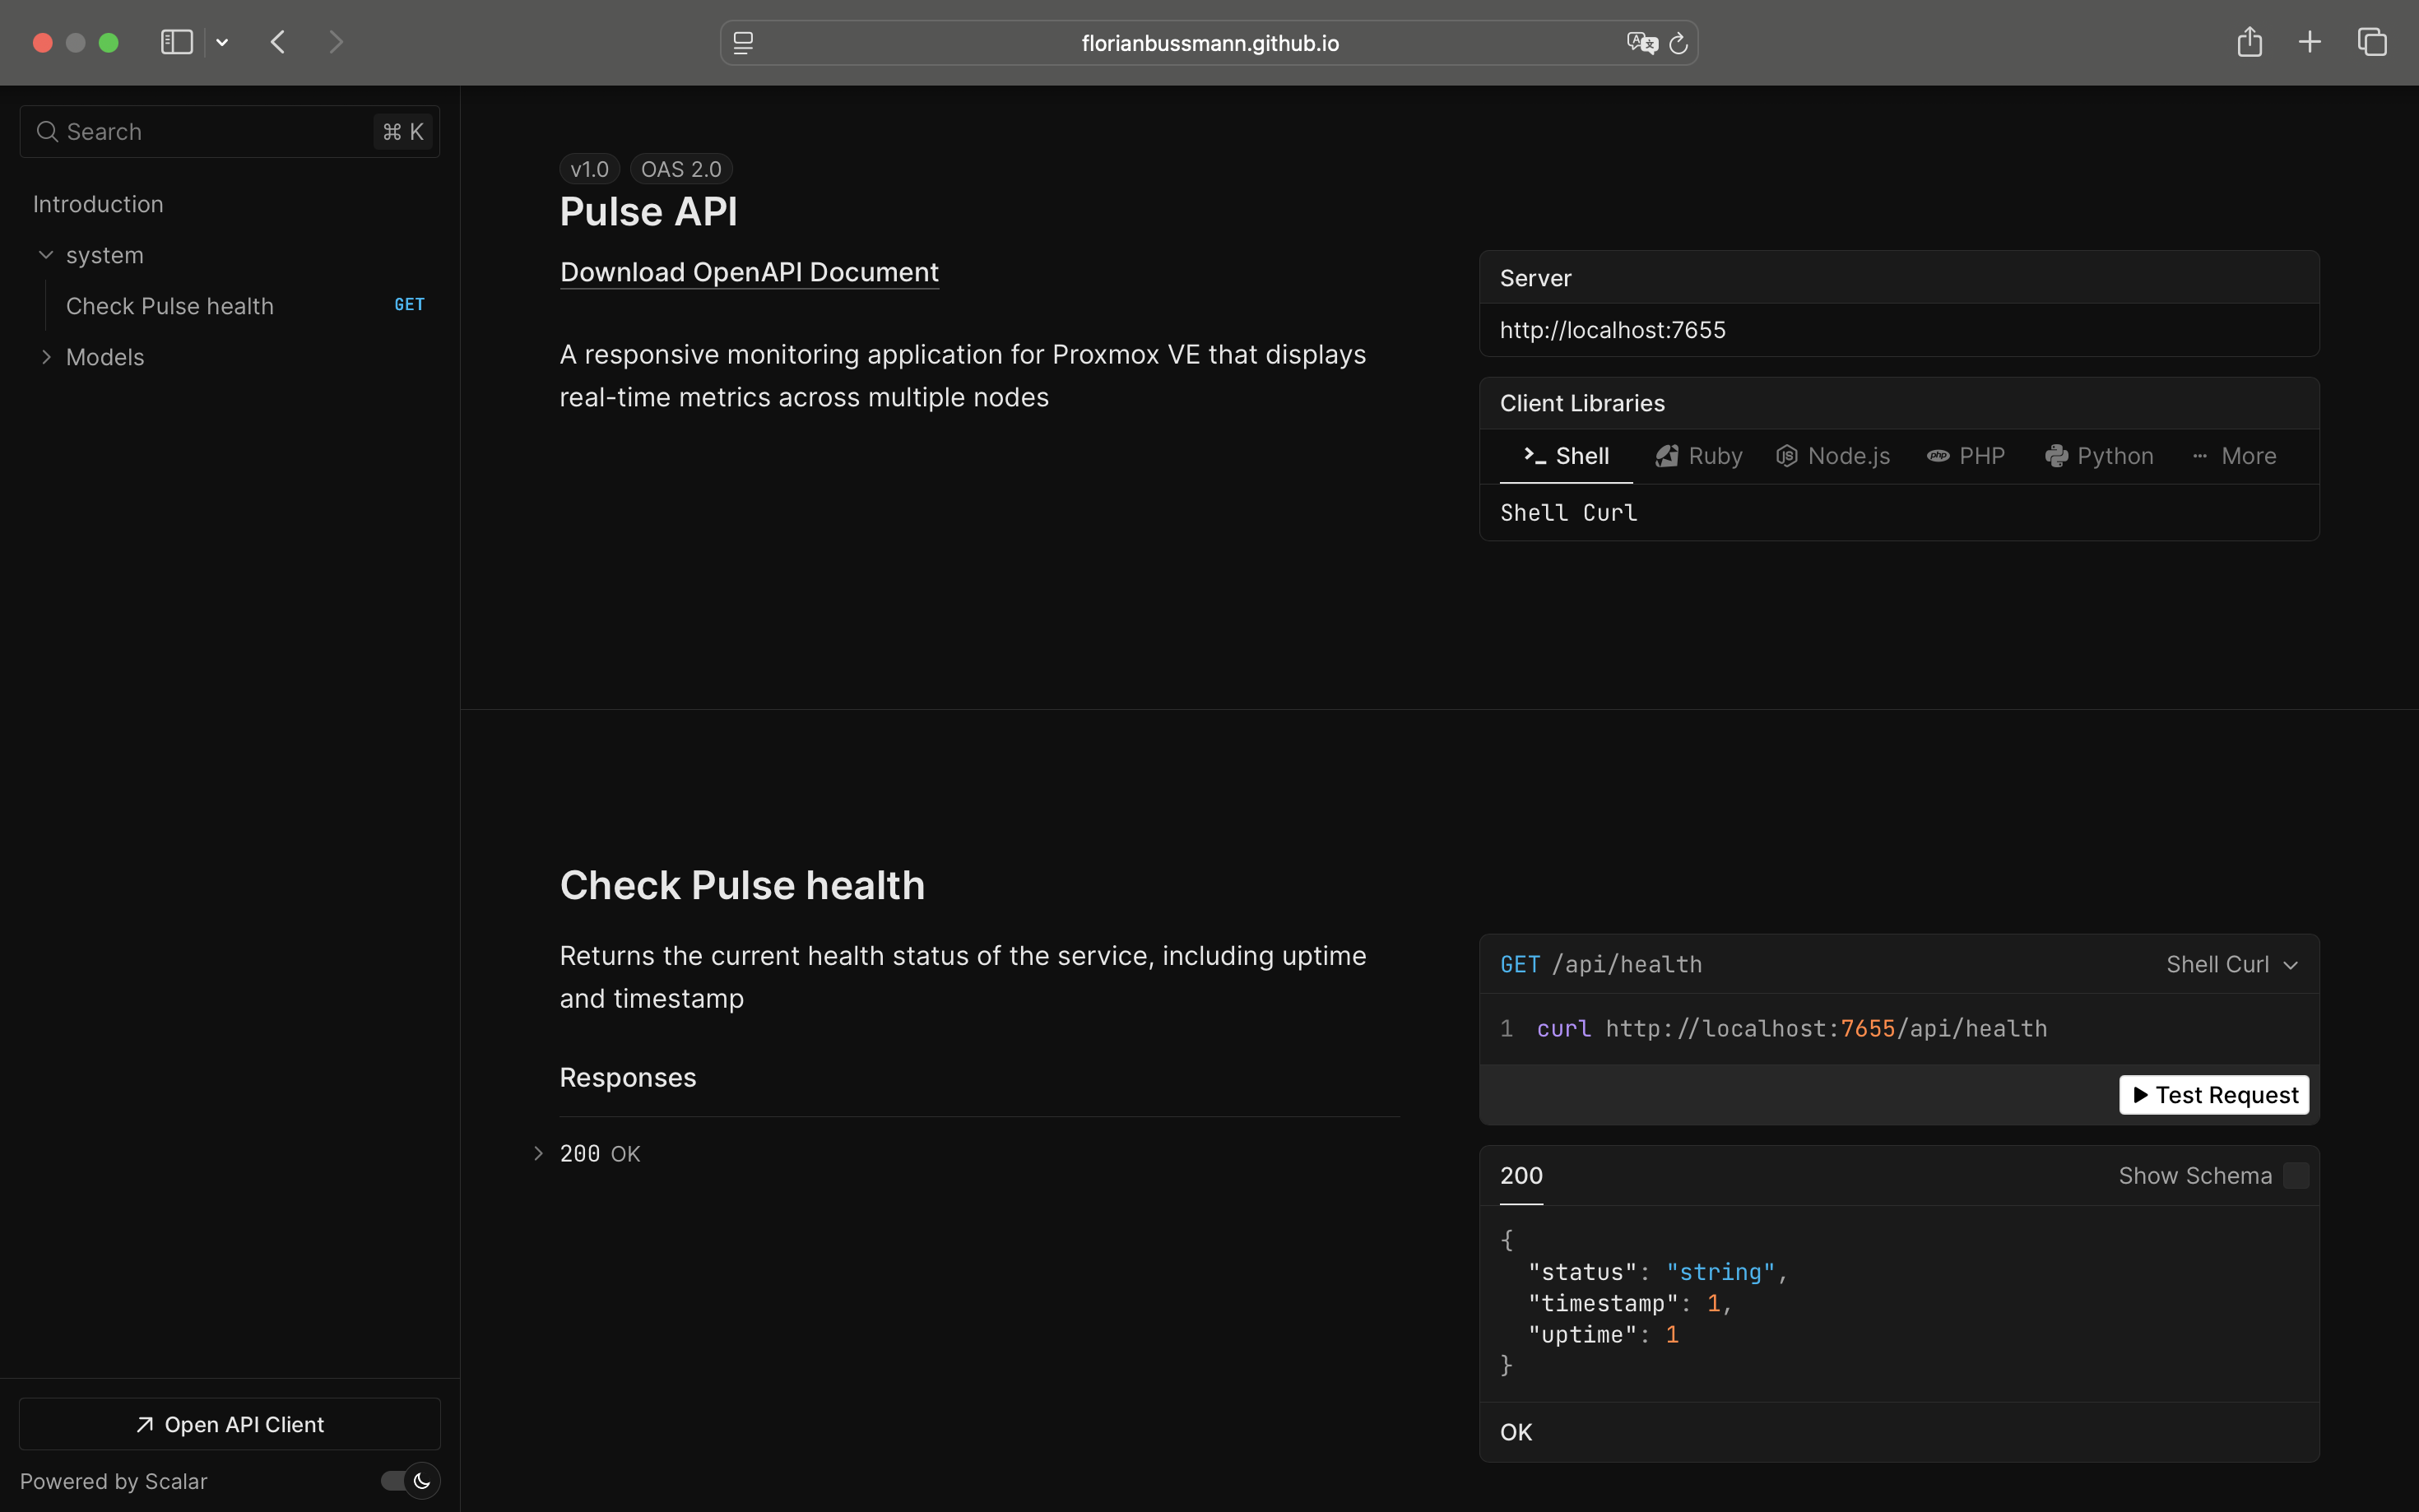 florianbussmann.github.io
Search
⌘ K
Introduction
system
Check Pulse health
GET
Models
Open API Client
Powered by Scalar
v1.0
OAS 2.0
Pulse API
Download OpenAPI Document
A responsive monitoring application for Proxmox VE that displays
real-time metrics across multiple nodes
Server
http://localhost:7655
Client Libraries
Shell
Ruby
Node.js
PHP
Python
More
Shell Curl
Check Pulse health
Returns the current health status of the service, including uptime
and timestamp
Responses
200 OK
GET /api/health
Shell Curl
1 curl http://localhost:7655/api/health
Test Request
200
Show Schema
{
"status": "string",
"timestamp": 1,
"uptime": 1
}
OK